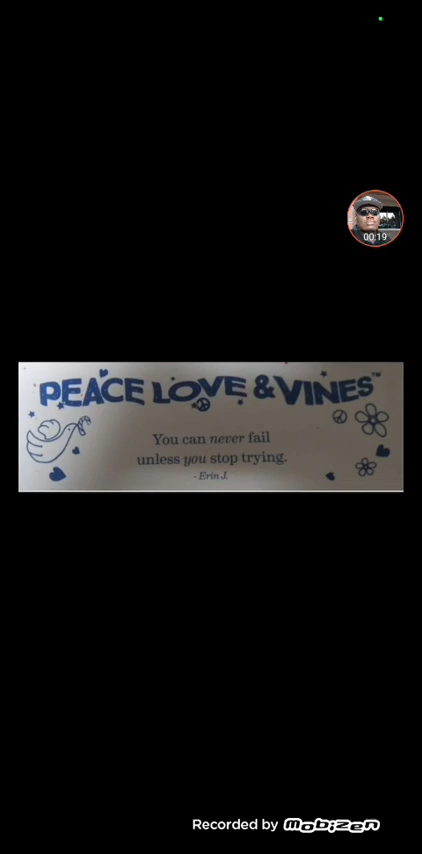 00:19
PEACE LOVE & VINES™
You can never fail
unless you stop trying.
- Erin J.
Recorded by mobizen